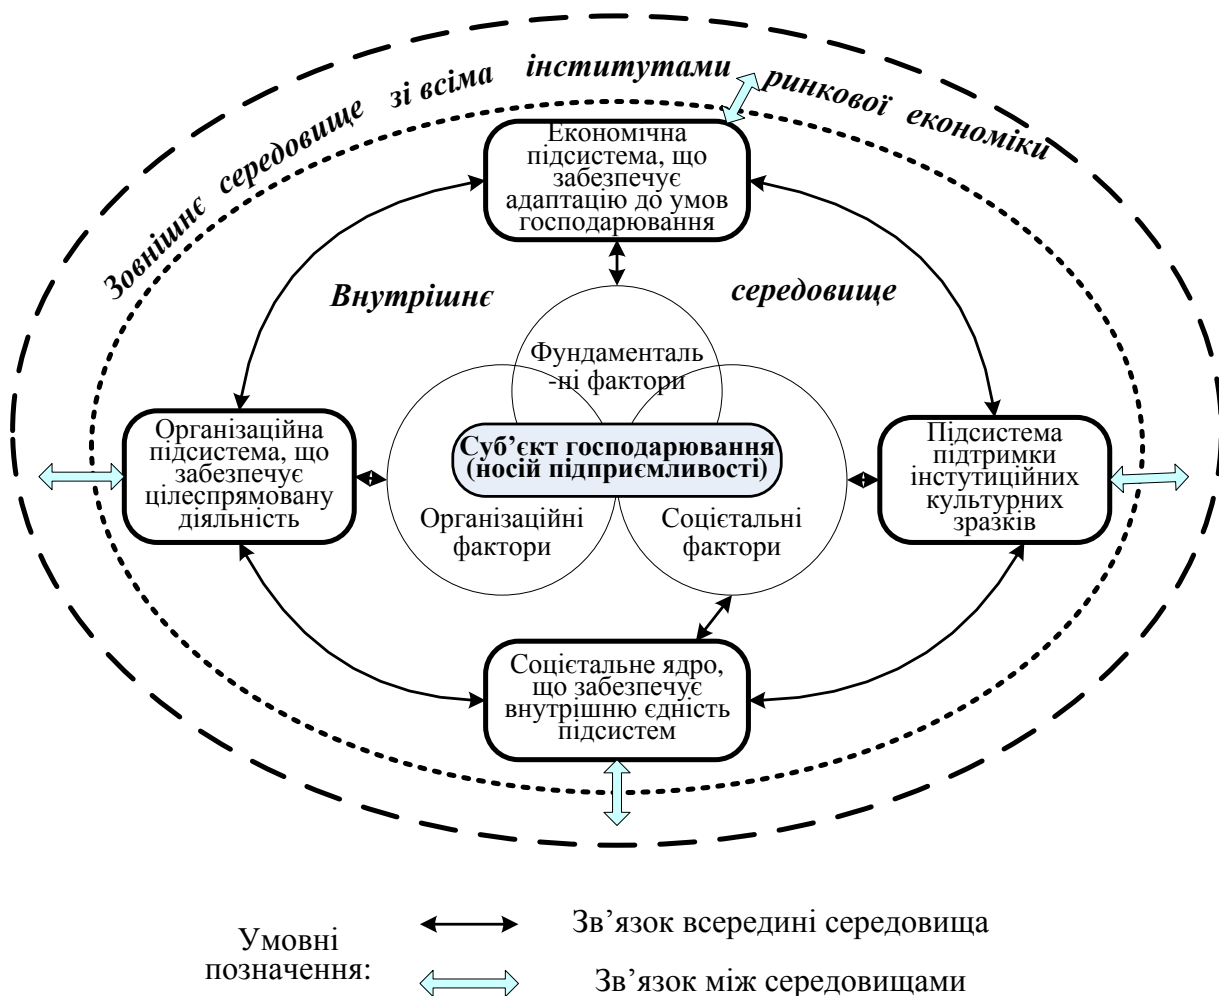 Зовнішнє середовище зі всіма інститутами ринкової економіки
Економічна
підсистема, що
забезпечує
адаптацію до умов
господарювання
Внутрішнє середовище
Фундаменталь
-ні фактори
Організаційна
підсистема, що
забезпечує
цілеспрямовану
діяльність
Суб’єкт господарювання
(носій підприємливості)
Підсистема
підтримки
інстутиційних
культурних
зразків
Організаційні
фактори
Соцієтальні
фактори
Соцієтальне ядро,
що забезпечує
внутрішню єдність
підсистем
Умовні
позначення:
Зв’язок всередині середовища
Зв’язок між середовищами